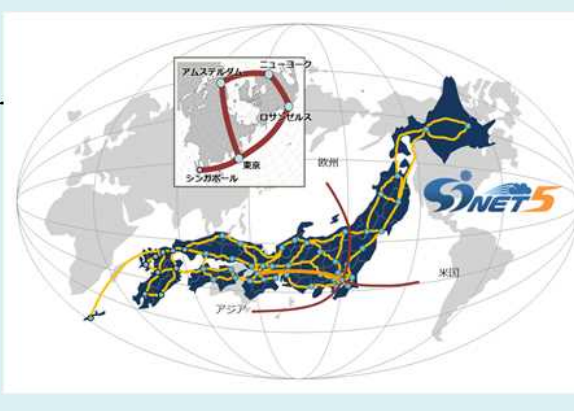 アムステルダム
ニューヨーク
ロサンゼルス
東京
シンガポール
欧州
SINET5
米国
アジア